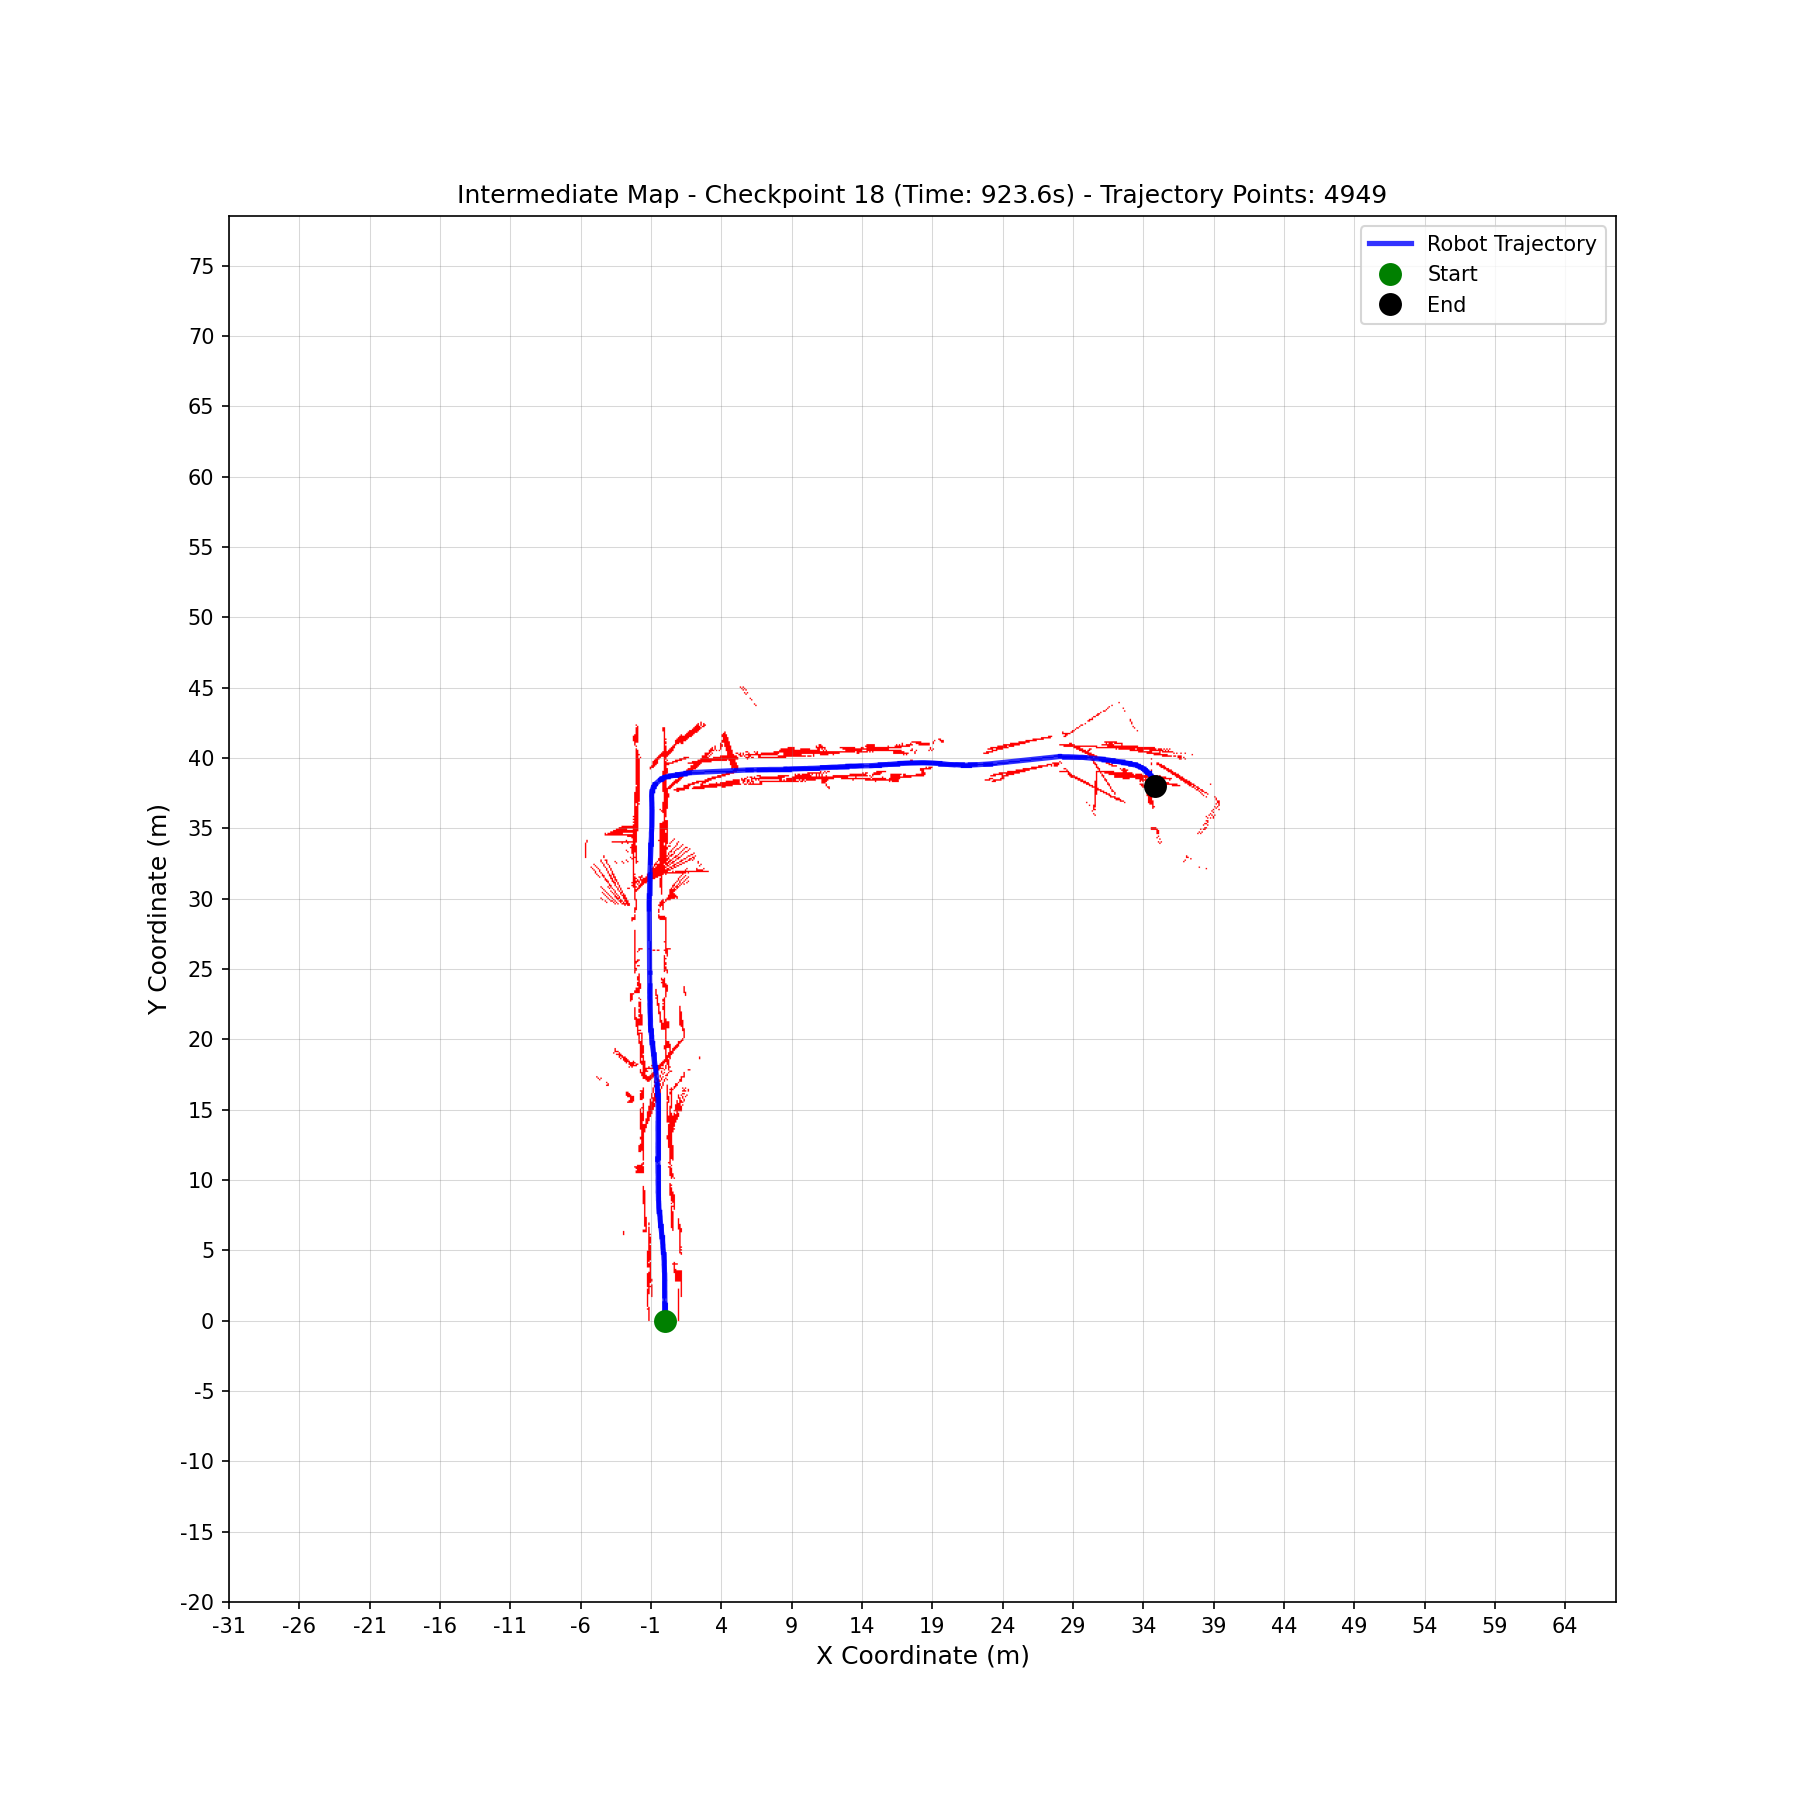 Intermediate Map - Checkpoint 18 (Time: 923.6s) - Trajectory Points: 4949
Robot Trajectory
Start
End
75
70
65
60
55
50
45
40
35
30
25
20
15
10
5
0
-5
-10
-15
-20
Y Coordinate (m)
-31 -26 -21 -16 -11 -6 -1 4 9 14 19 24 29 34 39 44 49 54 59 64
X Coordinate (m)